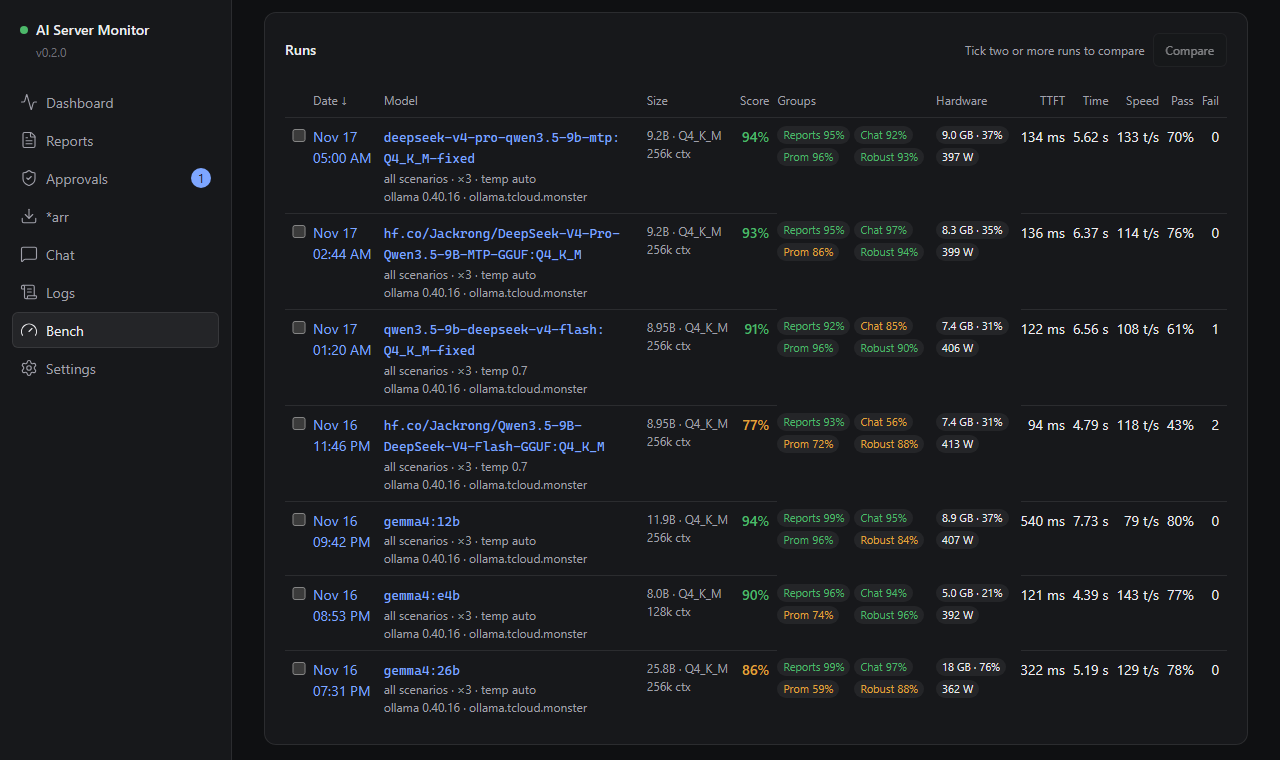 AI Server Monitor
v0.2.0
Dashboard
Reports
Approvals 1
*arr
Chat
Logs
Bench
Settings
Runs
Tick two or more runs to compare Compare
Date ↓ Model Size Score Groups Hardware TTFT Time Speed Pass Fail
Nov 17 deepseek-v4-pro-qwen3.5-9b-mtp: 9.2B · Q4_K_M 94% Reports 95% Chat 92% 9.0 GB · 37% 134 ms 5.62 s 133 t/s 70% 0
05:00 AM Q4_K_M-fixed 256k ctx Prom 96% Robust 93% 397 W
all scenarios · ×3 · temp auto
ollama 0.40.16 · ollama.tcloud.monster
Nov 17 hf.co/Jackrong/DeepSeek-V4-Pro- 9.2B · Q4_K_M 93% Reports 95% Chat 97% 8.3 GB · 35% 136 ms 6.37 s 114 t/s 76% 0
02:44 AM Qwen3.5-9B-MTP-GGUF:Q4_K_M 256k ctx Prom 86% Robust 94% 399 W
all scenarios · ×3 · temp auto
ollama 0.40.16 · ollama.tcloud.monster
Nov 17 qwen3.5-9b-deepseek-v4-flash: 8.95B · Q4_K_M 91% Reports 92% Chat 85% 7.4 GB · 31% 122 ms 6.56 s 108 t/s 61% 1
01:20 AM Q4_K_M-fixed 256k ctx Prom 96% Robust 90% 406 W
all scenarios · ×3 · temp 0.7
ollama 0.40.16 · ollama.tcloud.monster
Nov 16 hf.co/Jackrong/Qwen3.5-9B- 8.95B · Q4_K_M 77% Reports 93% Chat 56% 7.4 GB · 31% 94 ms 4.79 s 118 t/s 43% 2
11:46 PM DeepSeek-V4-Flash-GGUF:Q4_K_M 256k ctx Prom 72% Robust 88% 413 W
all scenarios · ×3 · temp 0.7
ollama 0.40.16 · ollama.tcloud.monster
Nov 16 gemma4:12b 11.9B · Q4_K_M 94% Reports 99% Chat 95% 8.9 GB · 37% 540 ms 7.73 s 79 t/s 80% 0
09:42 PM all scenarios · ×3 · temp auto 256k ctx Prom 96% Robust 84% 407 W
ollama 0.40.16 · ollama.tcloud.monster
Nov 16 gemma4:e4b 8.0B · Q4_K_M 90% Reports 96% Chat 94% 5.0 GB · 21% 121 ms 4.39 s 143 t/s 77% 0
08:53 PM all scenarios · ×3 · temp auto 128k ctx Prom 74% Robust 96% 392 W
ollama 0.40.16 · ollama.tcloud.monster
Nov 16 gemma4:26b 25.8B · Q4_K_M 86% Reports 99% Chat 97% 18 GB · 76% 322 ms 5.19 s 129 t/s 78% 0
07:31 PM all scenarios · ×3 · temp auto 256k ctx Prom 59% Robust 88% 362 W
ollama 0.40.16 · ollama.tcloud.monster